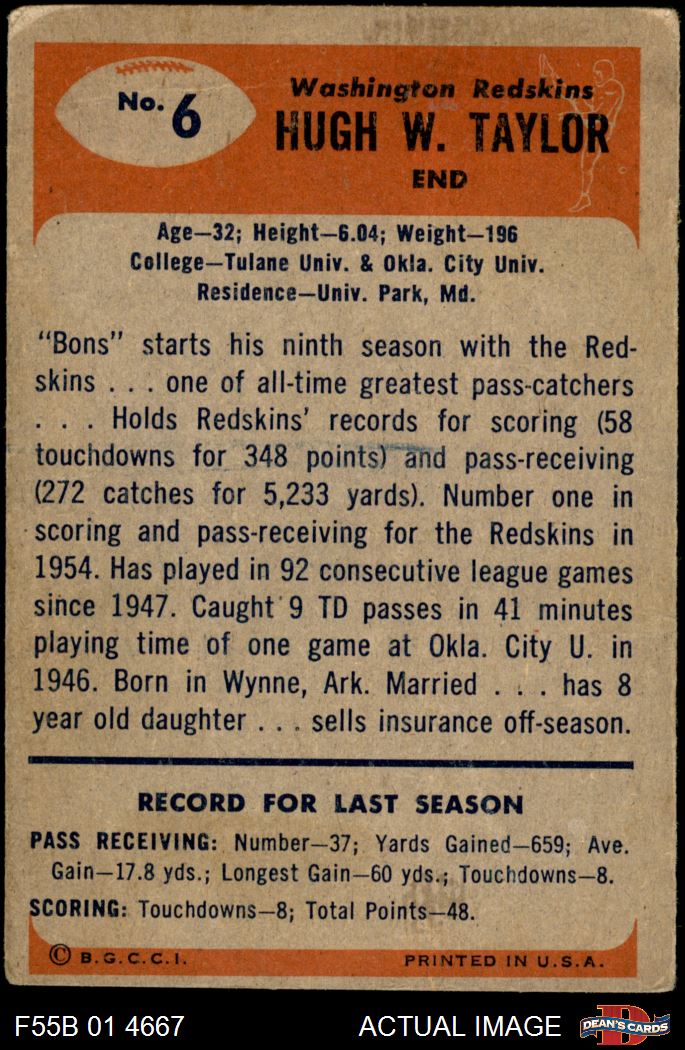 No. 6
Washington Redskins
HUGH W. TAYLOR
END
Age—32; Height—6.04; Weight—196
College—Tulane Univ. & Okla. City Univ.
Residence—Univ. Park, Md.
"Bons" starts his ninth season with the Red-
skins . . . one of all-time greatest pass-catchers
. . . Holds Redskins' records for scoring (58
touchdowns for 348 points) and pass-receiving
(272 catches for 5,233 yards). Number one in
scoring and pass-receiving for the Redskins in
1954. Has played in 92 consecutive league games
since 1947. Caught 9 TD passes in 41 minutes
playing time of one game at Okla. City U. in
1946. Born in Wynne, Ark. Married . . . has 8
year old daughter . . . sells insurance off-season.
RECORD FOR LAST SEASON
PASS RECEIVING: Number—37; Yards Gained—659; Ave.
Gain—17.8 yds.; Longest Gain—60 yds.; Touchdowns—8.
SCORING: Touchdowns—8; Total Points—48.
© B.G.C.C.I. PRINTED IN U.S.A.
F55B 01 4667 ACTUAL IMAGE DEAN'S CARDS